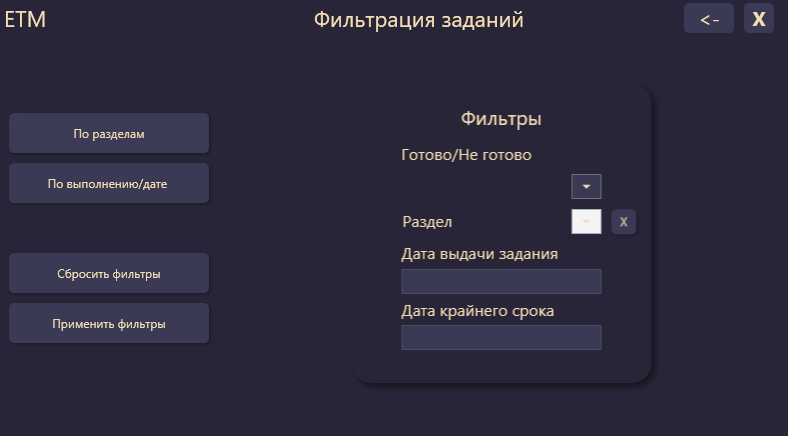 ETM
Фильтрация заданий
<-
X
По разделам
По выполнению/дате
Сбросить фильтры
Применить фильтры
Фильтры
Готово/Не готово
Раздел
X
Дата выдачи задания
Дата крайнего срока